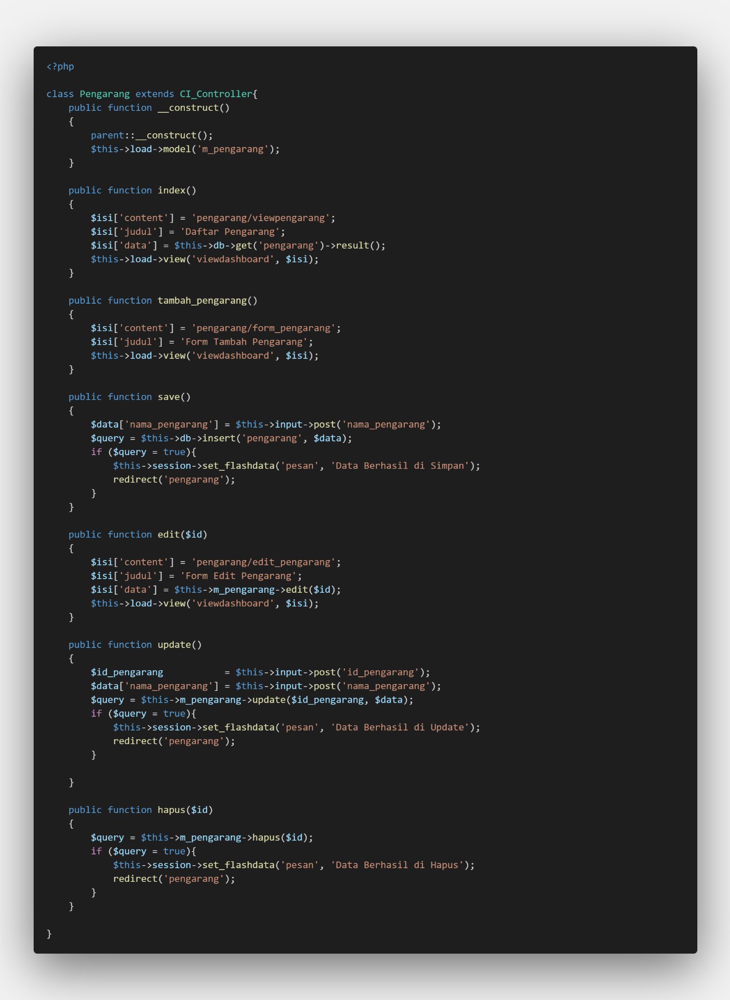 <?php

class Pengarang extends CI_Controller{
    public function __construct()
    {
        parent::__construct();
        $this->load->model('m_pengarang');
    }

    public function index()
    {
        $isi['content'] = 'pengarang/viewpengarang';
        $isi['judul'] = 'Daftar Pengarang';
        $isi['data'] = $this->db->get('pengarang')->result();
        $this->load->view('viewdashboard', $isi);
    }

    public function tambah_pengarang()
    {
        $isi['content'] = 'pengarang/form_pengarang';
        $isi['judul'] = 'Form Tambah Pengarang';
        $this->load->view('viewdashboard', $isi);
    }

    public function save()
    {
        $data['nama_pengarang'] = $this->input->post('nama_pengarang');
        $query = $this->db->insert('pengarang', $data);
        if ($query = true){
            $this->session->set_flashdata('pesan', 'Data Berhasil di Simpan');
            redirect('pengarang');
        }
    }

    public function edit($id)
    {
        $isi['content'] = 'pengarang/edit_pengarang';
        $isi['judul'] = 'Form Edit Pengarang';
        $isi['data'] = $this->m_pengarang->edit($id);
        $this->load->view('viewdashboard', $isi);
    }

    public function update()
    {
        $id_pengarang           = $this->input->post('id_pengarang');
        $data['nama_pengarang'] = $this->input->post('nama_pengarang');
        $query = $this->m_pengarang->update($id_pengarang, $data);
        if ($query = true){
            $this->session->set_flashdata('pesan', 'Data Berhasil di Update');
            redirect('pengarang');
        }

    }

    public function hapus($id)
    {
        $query = $this->m_pengarang->hapus($id);
        if ($query = true){
            $this->session->set_flashdata('pesan', 'Data Berhasil di Hapus');
            redirect('pengarang');
        }
    }

}